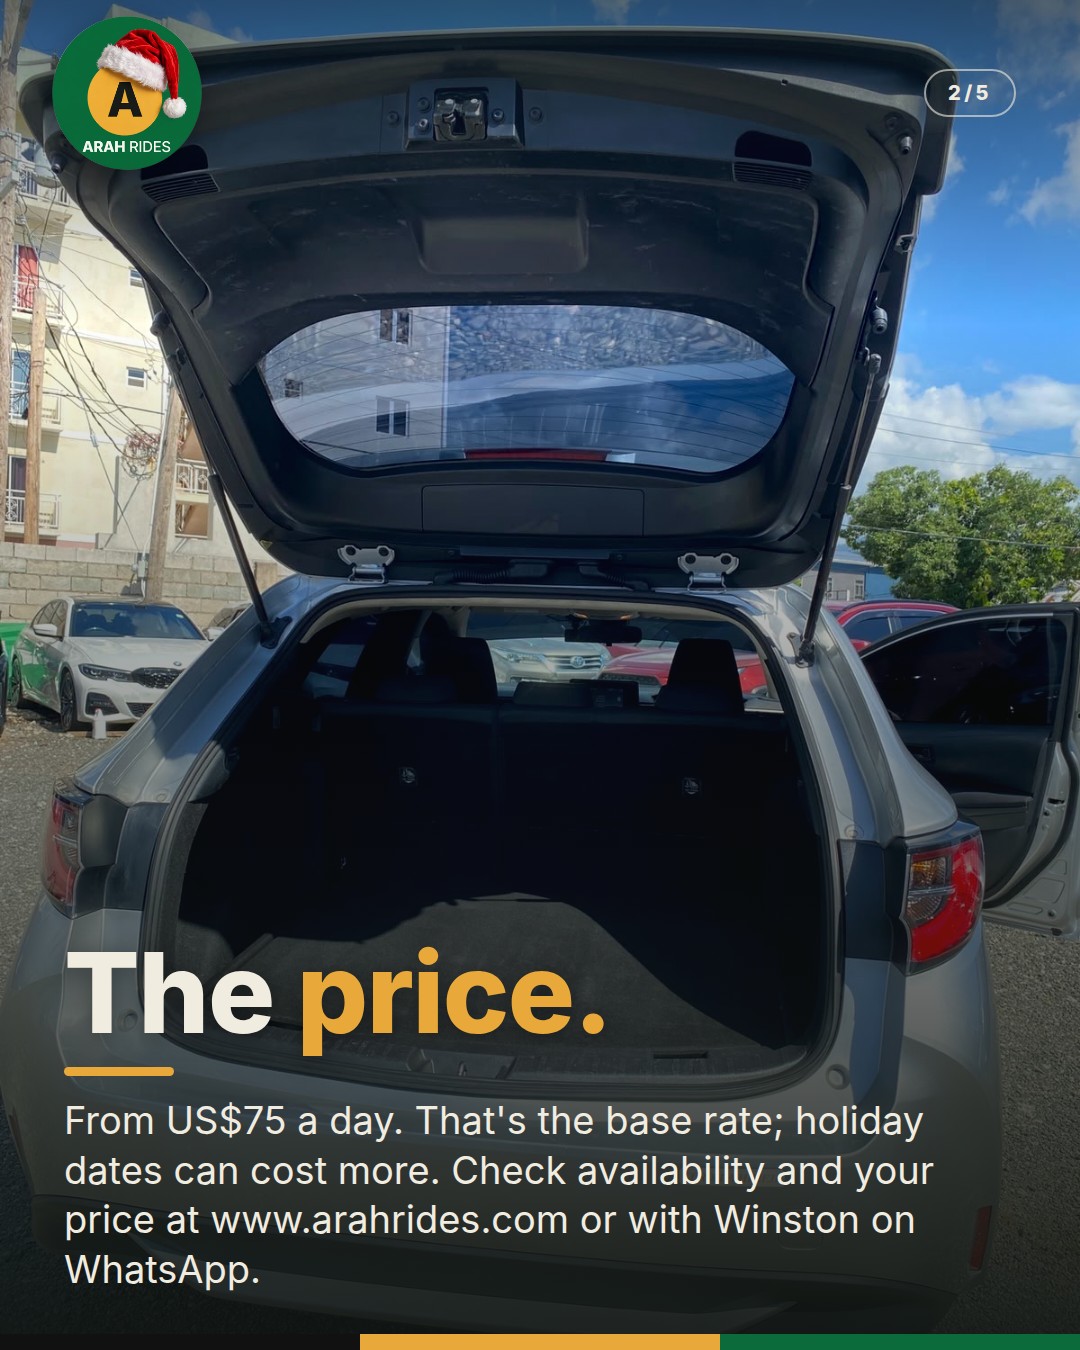 A
ARAH RIDES
2/5
The price.
From US$75 a day. That's the base rate; holiday
dates can cost more. Check availability and your
price at www.arahrides.com or with Winston on
WhatsApp.